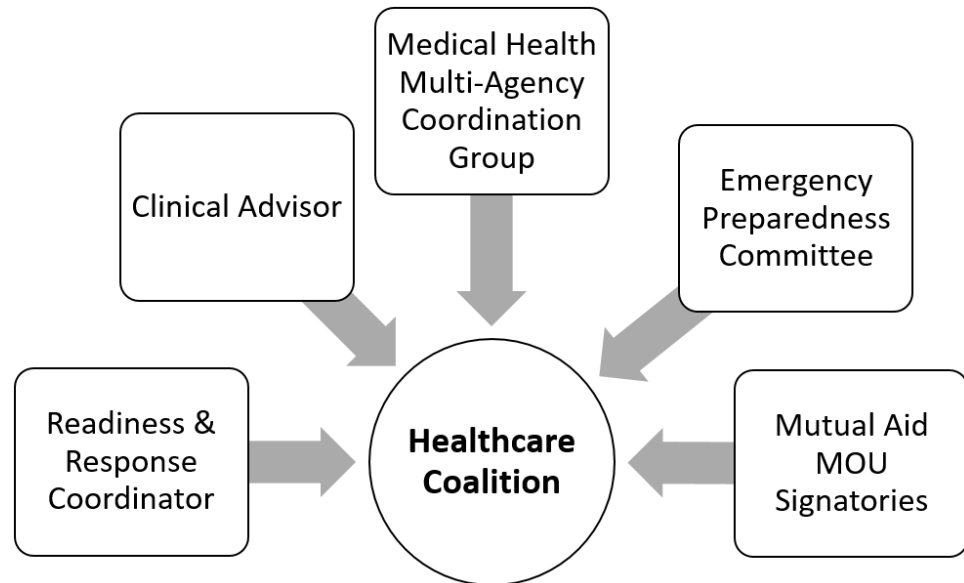 Medical Health
Multi-Agency
Coordination
Group
Clinical Advisor
Emergency
Preparedness
Committee
Readiness &
Response
Coordinator
Healthcare
Coalition
Mutual Aid
MOU
Signatories